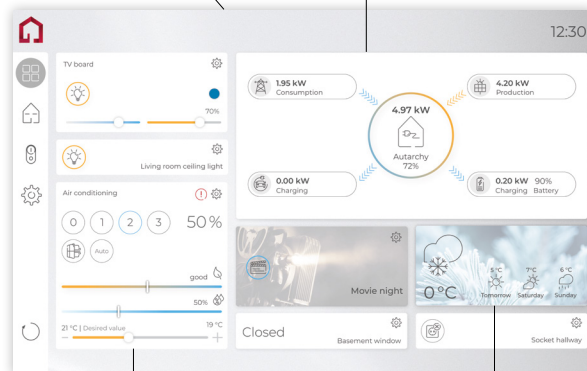 12:30
TV board
70%
Living room ceiling light
Air conditioning
0 1 2 3 50%
Auto
good
50%
21 °C | Desired value 19 °C
1.95 kW
Consumption
4.20 kW
Production
4.97 kW
Autarchy
72%
0.00 kW
Charging
0.20 kW 90%
Charging Battery
Movie night
0°C
5 °C 7°C 6 °C
Tomorrow Saturday Sunday
Closed
Basement window
Socket hallway